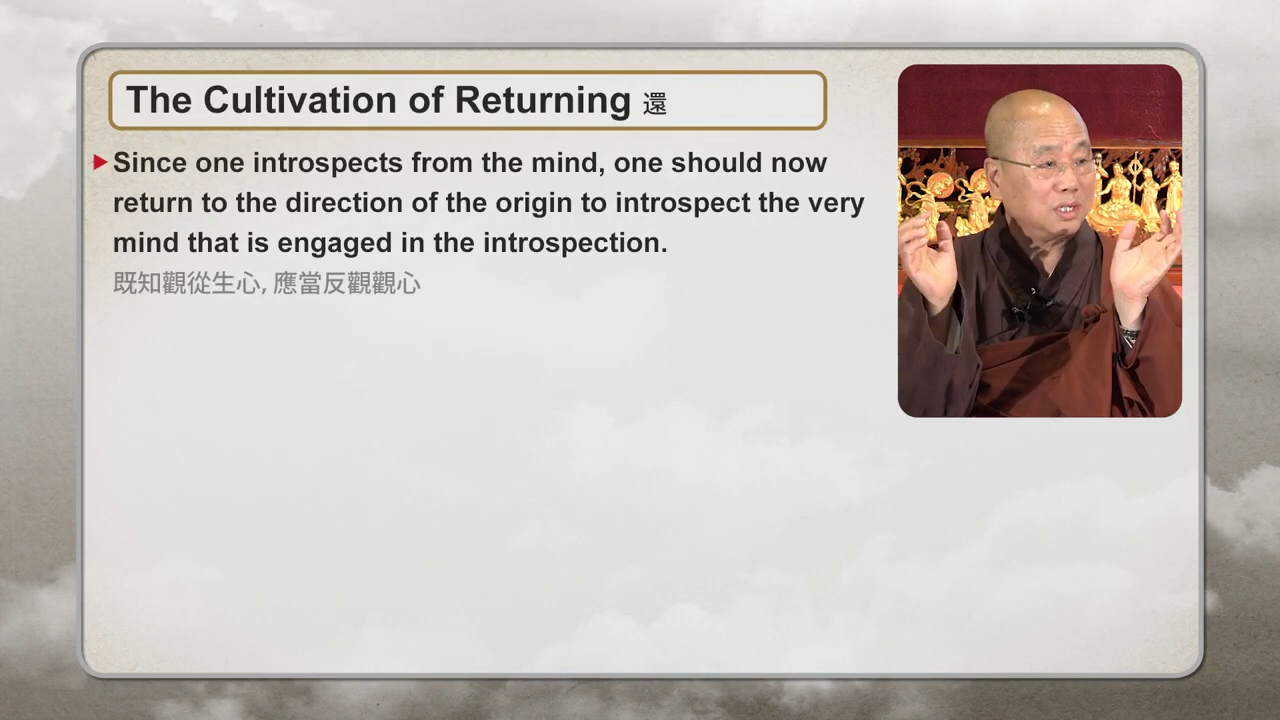 The Cultivation of Returning 還
Since one introspects from the mind, one should now
return to the direction of the origin to introspect the very
mind that is engaged in the introspection.
既知觀從生心, 應當反觀觀心